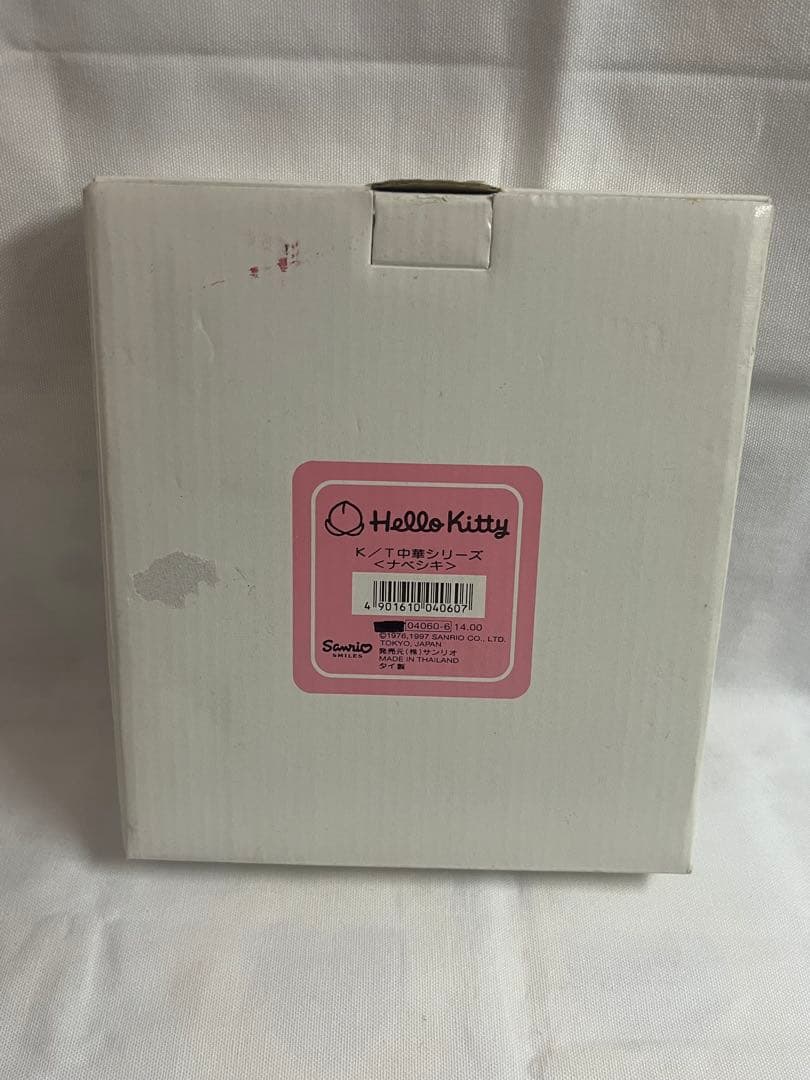 Hello Kitty
K/T中華シリーズ
<ナベシキ>
4 901610 040607
04060-6 14.00
©1976,1997 SANRIO CO., LTD.
TOKYO, JAPAN
発売元(株)サンリオ
MADE IN THAILAND
タイ製
Sanrio
SMILES